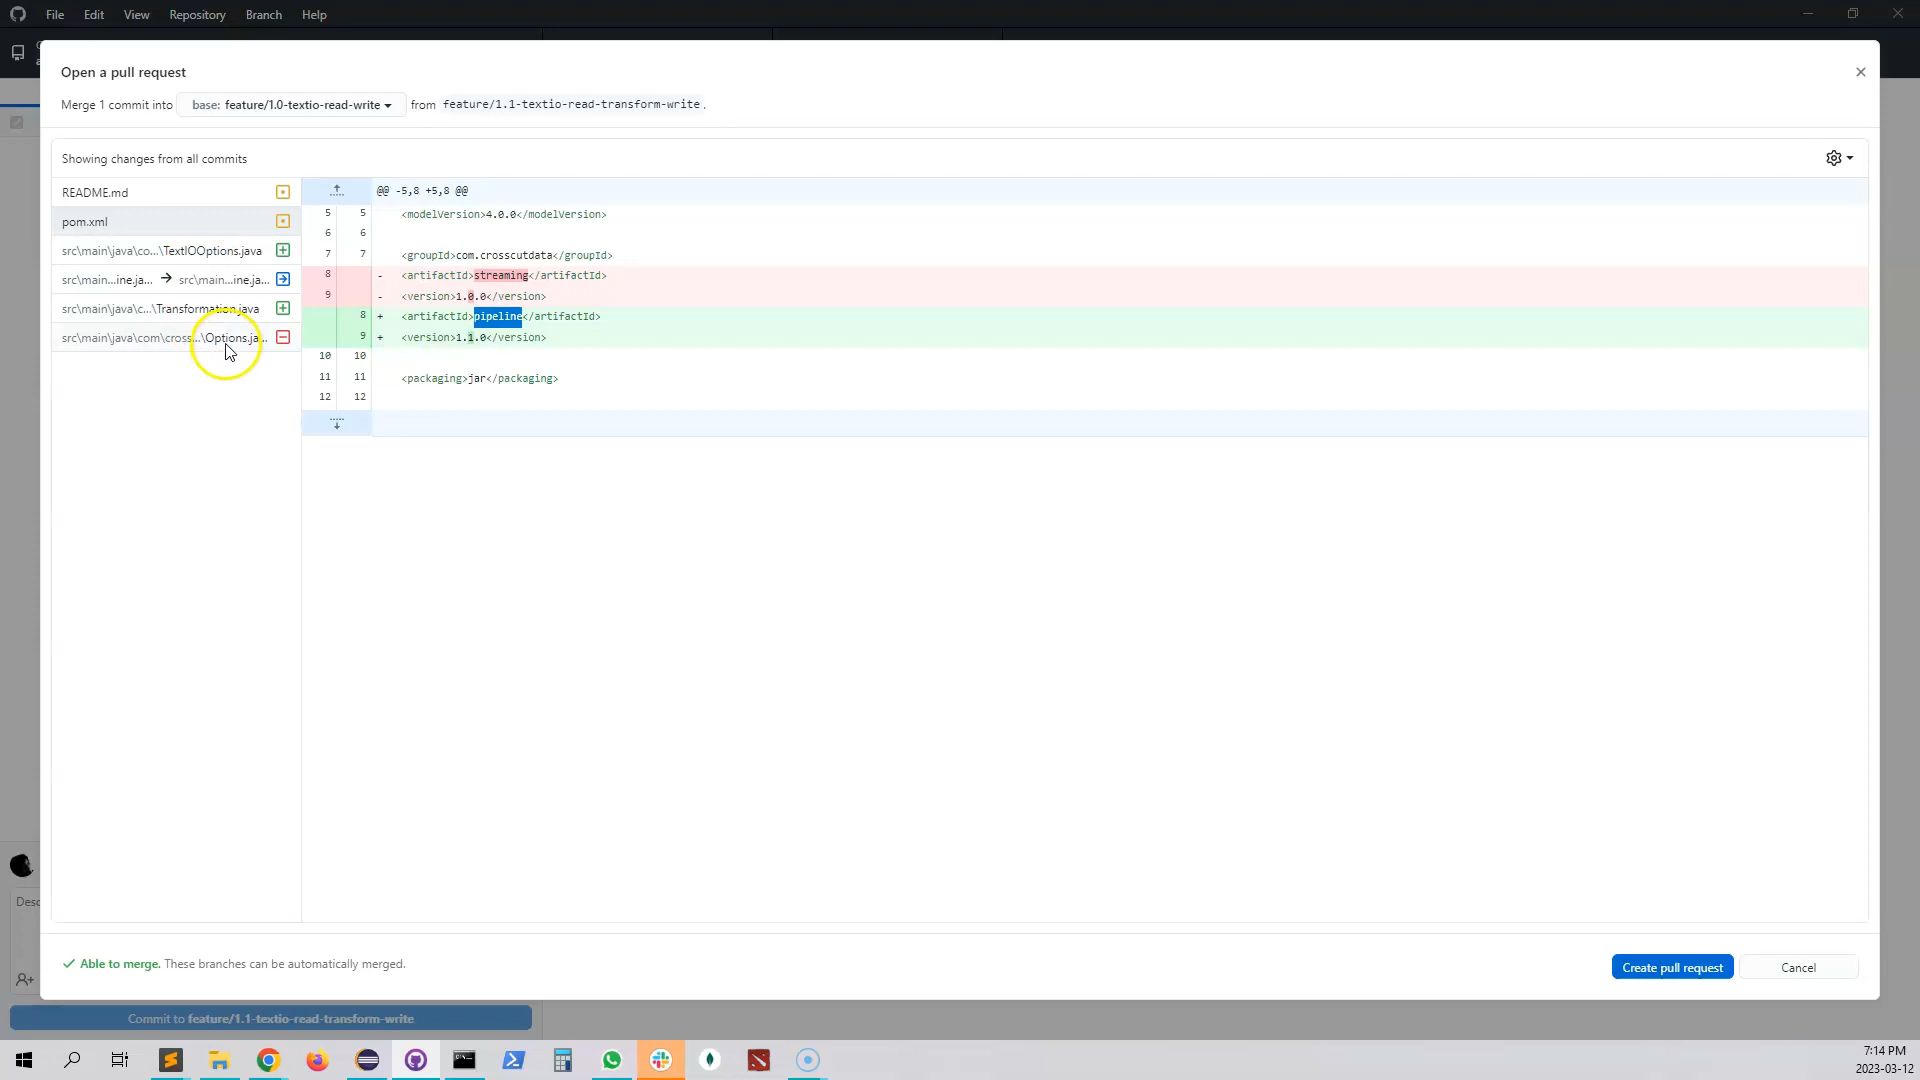 File Edit View Repository Branch Help
Open a pull request
Merge 1 commit into base: feature/1.0-textio-read-write from feature/1.1-textio-read-transform-write.
Showing changes from all commits
README.md
pom.xml
src\main\java\co...\TextIOOptions.java
src\main...ine.ja... → src\main...ine.ja...
src\main\java\c...\Transformation.java
src\main\java\com\cross...\Options.ja...
@@ -5,8 +5,8 @@
5 5 <modelVersion>4.0.0</modelVersion>
6 6
7 7 <groupId>com.crosscutdata</groupId>
8 - <artifactId>streaming</artifactId>
9 - <version>1.0.0</version>
8 + <artifactId>pipeline</artifactId>
9 + <version>1.1.0</version>
10 10
11 11 <packaging>jar</packaging>
12 12
Desc
Able to merge. These branches can be automatically merged.
Create pull request
Cancel
Commit to feature/1.1-textio-read-transform-write
7:14 PM
2023-03-12